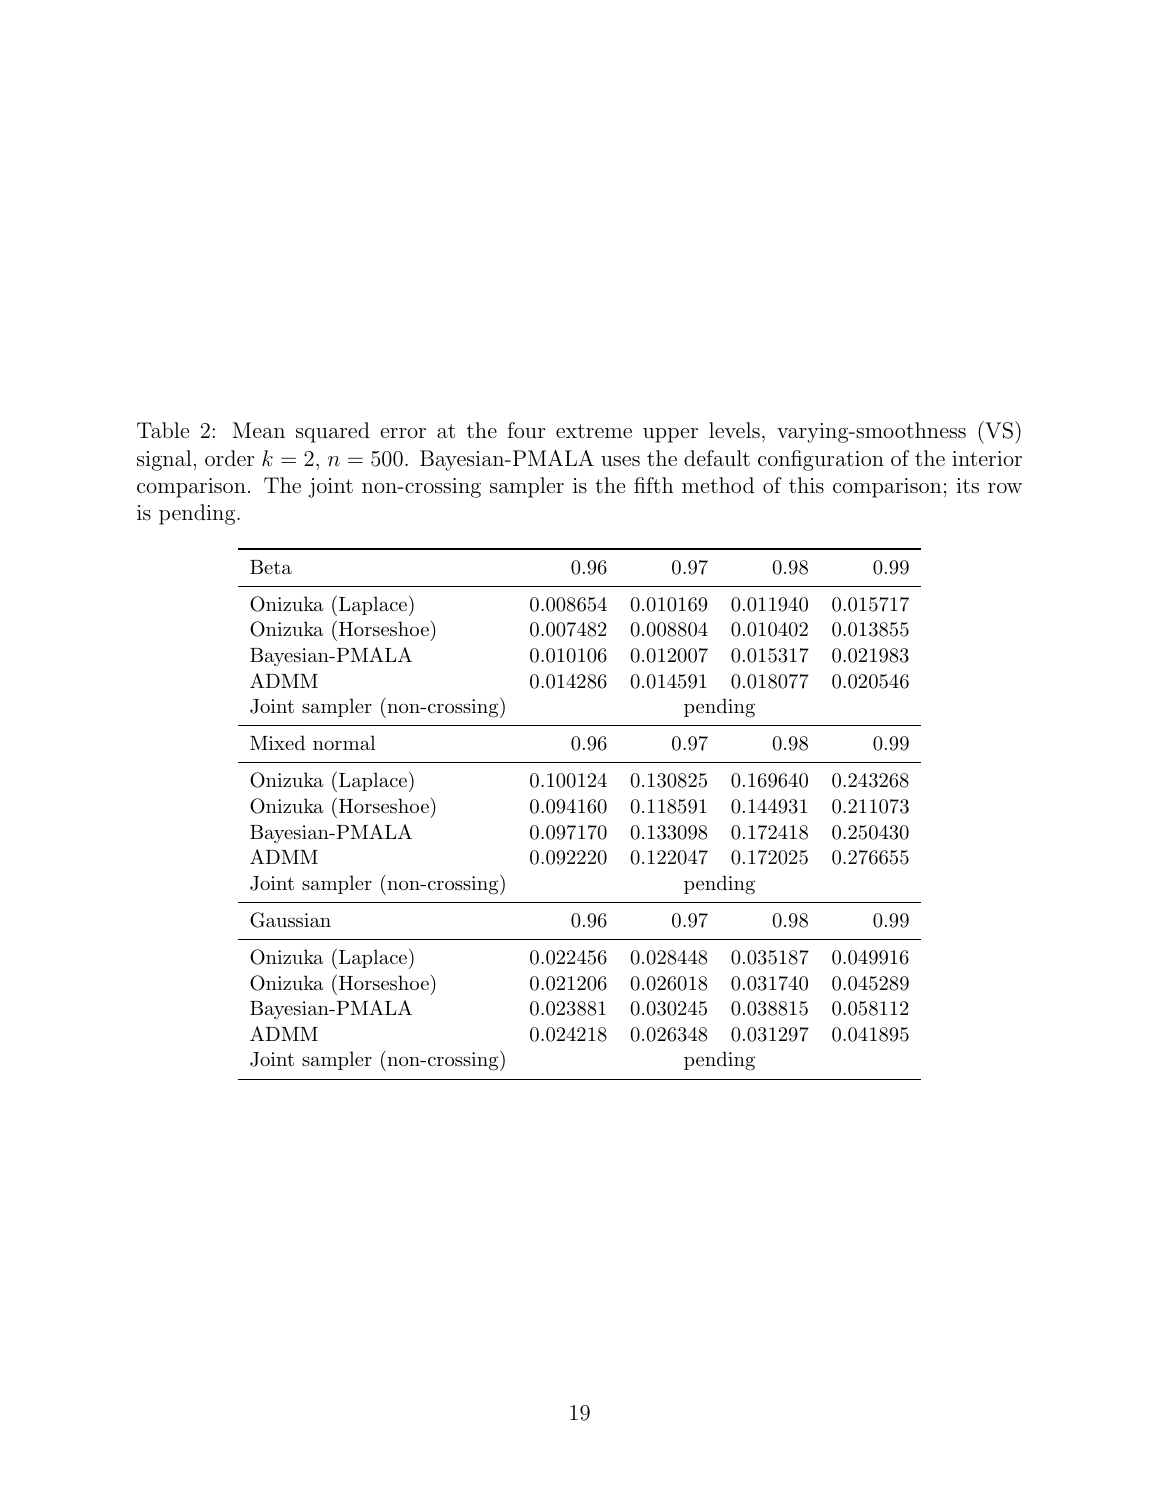 Table 2: Mean squared error at the four extreme upper levels, varying-smoothness (VS)
signal, order k = 2, n = 500. Bayesian-PMALA uses the default configuration of the interior
comparison. The joint non-crossing sampler is the fifth method of this comparison; its row
is pending.
Beta 0.96 0.97 0.98 0.99
Onizuka (Laplace) 0.008654 0.010169 0.011940 0.015717
Onizuka (Horseshoe) 0.007482 0.008804 0.010402 0.013855
Bayesian-PMALA 0.010106 0.012007 0.015317 0.021983
ADMM 0.014286 0.014591 0.018077 0.020546
Joint sampler (non-crossing) pending
Mixed normal 0.96 0.97 0.98 0.99
Onizuka (Laplace) 0.100124 0.130825 0.169640 0.243268
Onizuka (Horseshoe) 0.094160 0.118591 0.144931 0.211073
Bayesian-PMALA 0.097170 0.133098 0.172418 0.250430
ADMM 0.092220 0.122047 0.172025 0.276655
Joint sampler (non-crossing) pending
Gaussian 0.96 0.97 0.98 0.99
Onizuka (Laplace) 0.022456 0.028448 0.035187 0.049916
Onizuka (Horseshoe) 0.021206 0.026018 0.031740 0.045289
Bayesian-PMALA 0.023881 0.030245 0.038815 0.058112
ADMM 0.024218 0.026348 0.031297 0.041895
Joint sampler (non-crossing) pending
19